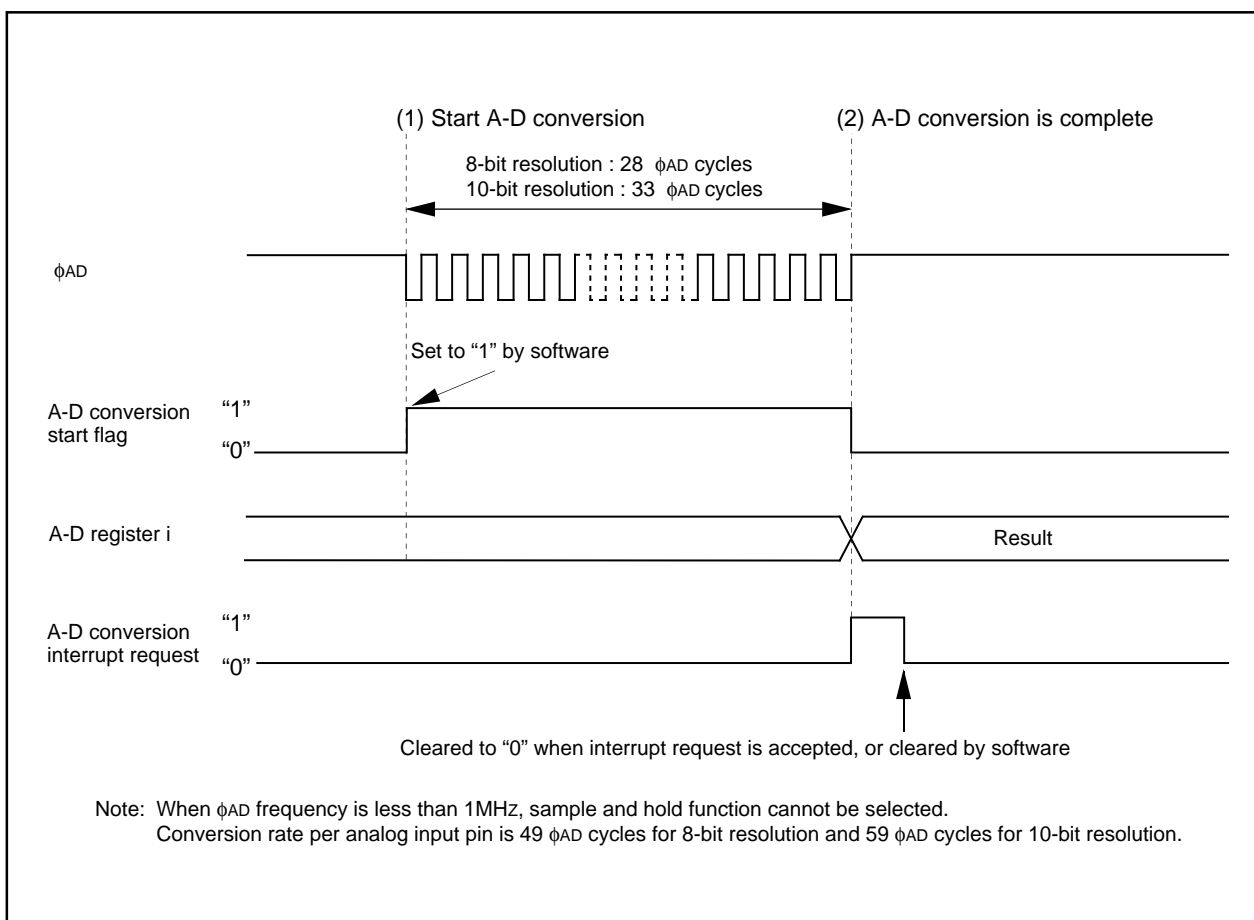 (1) Start A-D conversion
(2) A-D conversion is complete
8-bit resolution : 28 ϕAD cycles
10-bit resolution : 33 ϕAD cycles
ϕAD
Set to “1” by software
A-D conversion
start flag
“1”
“0”
A-D register i
Result
A-D conversion
interrupt request
“1”
“0”
Cleared to “0” when interrupt request is accepted, or cleared by software
Note: When ϕAD frequency is less than 1MHz, sample and hold function cannot be selected.
Conversion rate per analog input pin is 49 ϕAD cycles for 8-bit resolution and 59 ϕAD cycles for 10-bit resolution.